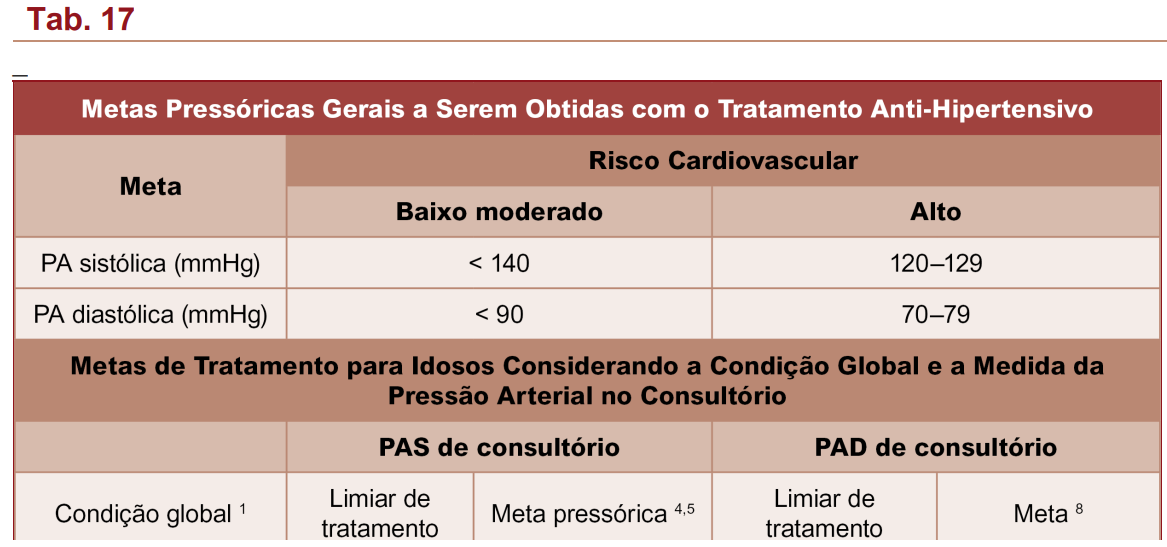 Tab. 17
Metas Pressóricas Gerais a Serem Obtidas com o Tratamento Anti-Hipertensivo
Meta
Risco Cardiovascular
Baixo moderado
Alto
PA sistólica (mmHg)
< 140
120–129
PA diastólica (mmHg)
< 90
70–79
Metas de Tratamento para Idosos Considerando a Condição Global e a Medida da
Pressão Arterial no Consultório
PAS de consultório
PAD de consultório
Condição global ¹
Limiar de
tratamento
Meta pressórica ⁴,⁵
Limiar de
tratamento
Meta ⁸